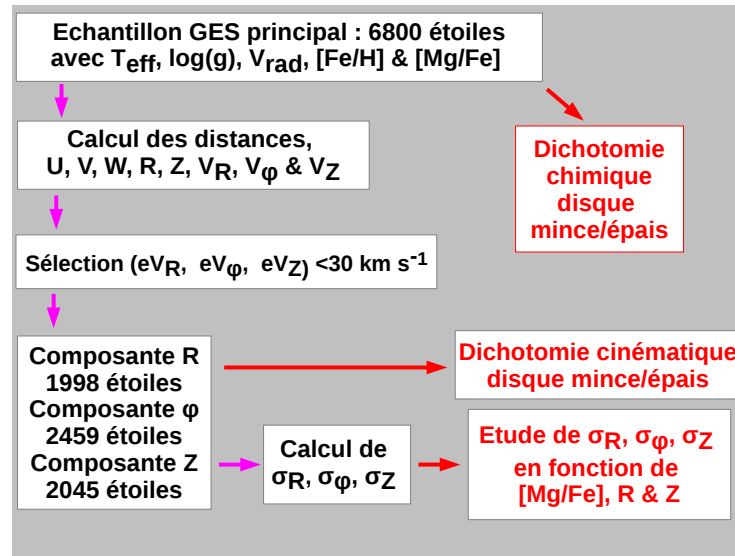 Echantillon GES principal : 6800 étoiles
avec Teff, log(g), Vrad, [Fe/H] & [Mg/Fe]
Calcul des distances,
U, V, W, R, Z, VR, Vφ & VZ
Dichotomie
chimique
disque
mince/épais
Sélection (eVR, eVφ, eVZ) <30 km s-1
Composante R
1998 étoiles
Composante φ
2459 étoiles
Composante Z
2045 étoiles
Dichotomie cinématique
disque mince/épais
Calcul de
σR, σφ, σZ
Etude de σR, σφ, σZ
en fonction de
[Mg/Fe], R & Z